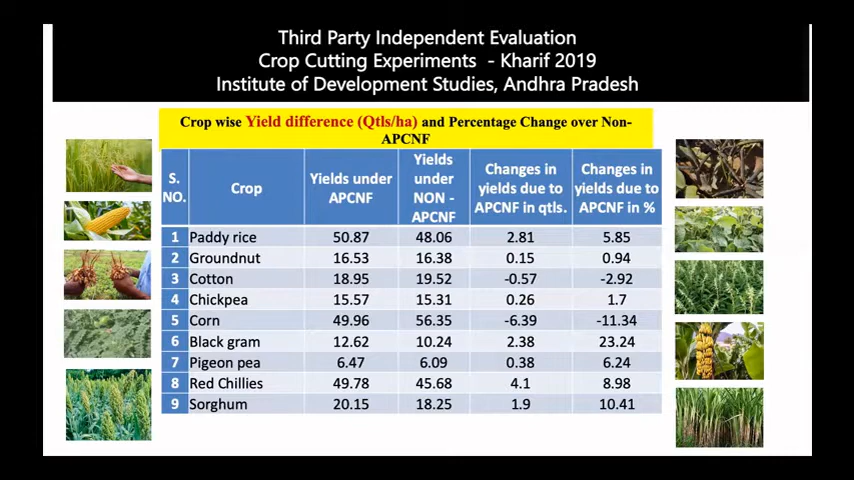 Third Party Independent Evaluation
Crop Cutting Experiments - Kharif 2019
Institute of Development Studies, Andhra Pradesh
Crop wise Yield difference (Qtls/ha) and Percentage Change over Non-
APCNF
S. NO. Crop Yields under APCNF Yields under NON - APCNF Changes in yields due to APCNF in qtls. Changes in yields due to APCNF in %
1 Paddy rice 50.87 48.06 2.81 5.85
2 Groundnut 16.53 16.38 0.15 0.94
3 Cotton 18.95 19.52 -0.57 -2.92
4 Chickpea 15.57 15.31 0.26 1.7
5 Corn 49.96 56.35 -6.39 -11.34
6 Black gram 12.62 10.24 2.38 23.24
7 Pigeon pea 6.47 6.09 0.38 6.24
8 Red Chillies 49.78 45.68 4.1 8.98
9 Sorghum 20.15 18.25 1.9 10.41